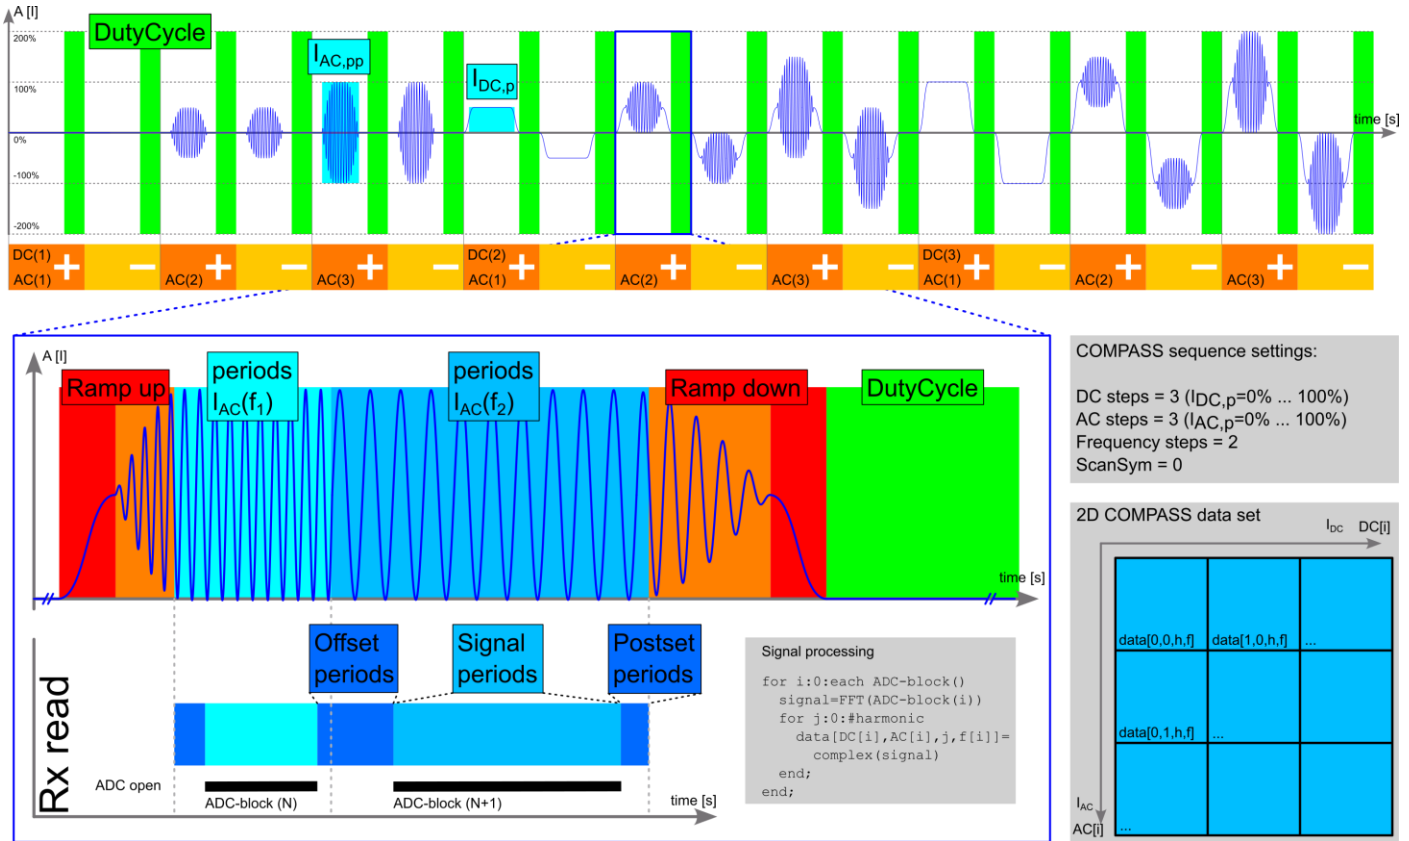 A [I]
200%
DutyCycle
I_AC,pp
I_DC,p
100%
0%
time [s]
-100%
-200%
DC(1)
AC(1)
+
−
AC(2)
+
−
AC(3)
+
−
DC(2)
AC(1)
+
−
AC(2)
+
−
AC(3)
+
−
DC(3)
AC(1)
+
−
AC(2)
+
−
AC(3)
+
−
A [I]
Ramp up
periods
I_AC(f_1)
periods
I_AC(f_2)
Ramp down
DutyCycle
time [s]
Rx read
Offset
periods
Signal
periods
Postset
periods
ADC open
ADC-block (N)
ADC-block (N+1)
time [s]
Signal processing
for i:0:each ADC-block()
signal=FFT(ADC-block(i))
for j:0:#harmonic
data[DC[i],AC[i],j,f[i]]=
complex(signal)
end;
end;
COMPASS sequence settings:
DC steps = 3 (I_DC,p=0% ... 100%)
AC steps = 3 (I_AC,p=0% ... 100%)
Frequency steps = 2
ScanSym = 0
2D COMPASS data set
I_DC DC[i]
data[0,0,h,f]
data[1,0,h,f]
...
data[0,1,h,f]
...
I_AC
AC[i]
...